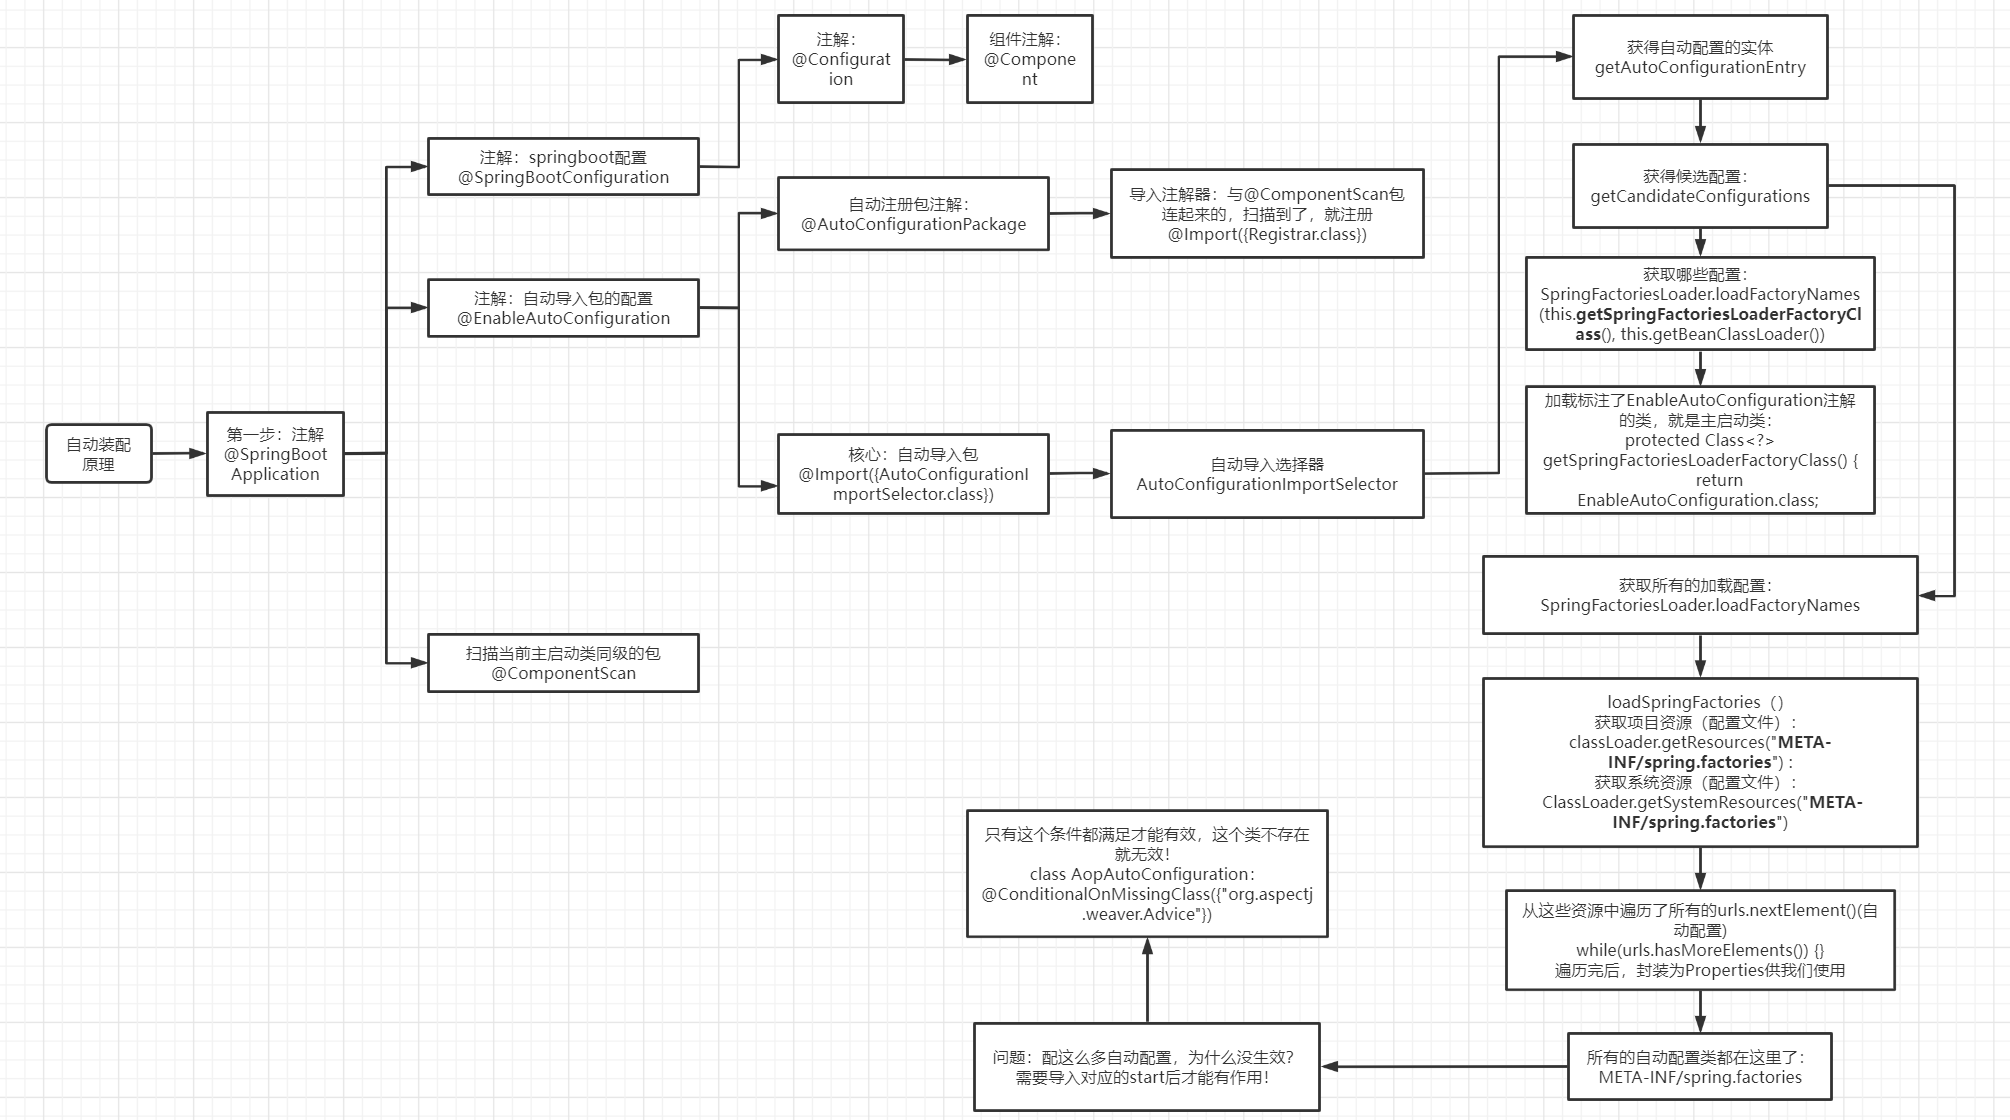 自动装配
原理
第一步：注解
@SpringBoot
Application
注解：springboot配置
@SpringBootConfiguration
注解：
@Configurat
ion
组件注解：
@Compone
nt
注解：自动导入包的配置
@EnableAutoConfiguration
自动注册包注解：
@AutoConfigurationPackage
导入注解器：与@ComponentScan包
连起来的，扫描到了，就注册
@Import({Registrar.class})
核心：自动导入包
@Import({AutoConfigurationI
mportSelector.class})
自动导入选择器
AutoConfigurationImportSelector
扫描当前主启动类同级的包
@ComponentScan
获得自动配置的实体
getAutoConfigurationEntry
获得候选配置：
getCandidateConfigurations
获取哪些配置：
SpringFactoriesLoader.loadFactoryNames
(this.getSpringFactoriesLoaderFactoryCl
ass(), this.getBeanClassLoader())
加载标注了EnableAutoConfiguration注解
的类，就是主启动类：
protected Class<?>
getSpringFactoriesLoaderFactoryClass() {
return
EnableAutoConfiguration.class;
获取所有的加载配置：
SpringFactoriesLoader.loadFactoryNames
loadSpringFactories（）
获取项目资源（配置文件）：
classLoader.getResources("META-
INF/spring.factories") :
获取系统资源（配置文件）：
ClassLoader.getSystemResources("META-
INF/spring.factories")
从这些资源中遍历了所有的urls.nextElement()(自
动配置)
while(urls.hasMoreElements()) {}
遍历完后，封装为Properties供我们使用
所有的自动配置类都在这里了：
META-INF/spring.factories
问题：配这么多自动配置，为什么没生效？
需要导入对应的start后才能有作用！
只有这个条件都满足才能有效，这个类不存在
就无效！
class AopAutoConfiguration：
@ConditionalOnMissingClass({"org.aspectj
.weaver.Advice"})